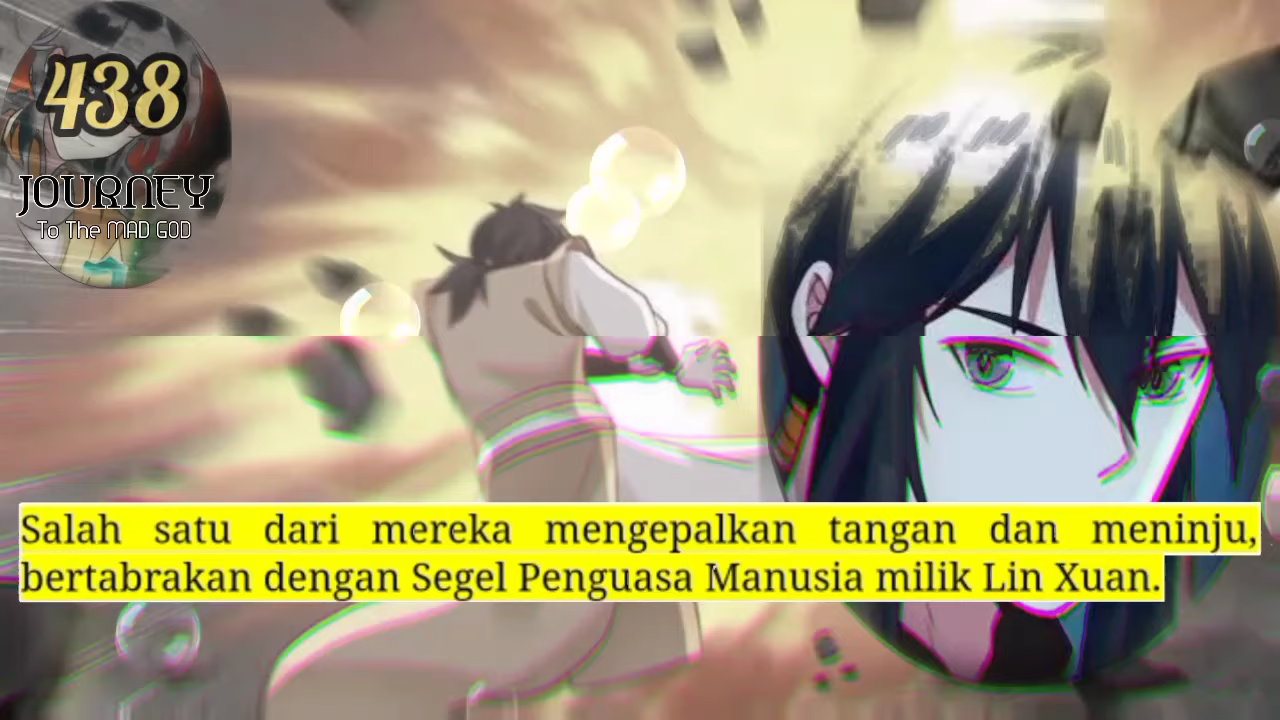 438
JOURNEY
To The MAD GOD
Salah satu dari mereka mengepalkan tangan dan meninju,
bertabrakan dengan Segel Penguasa Manusia milik Lin Xuan.